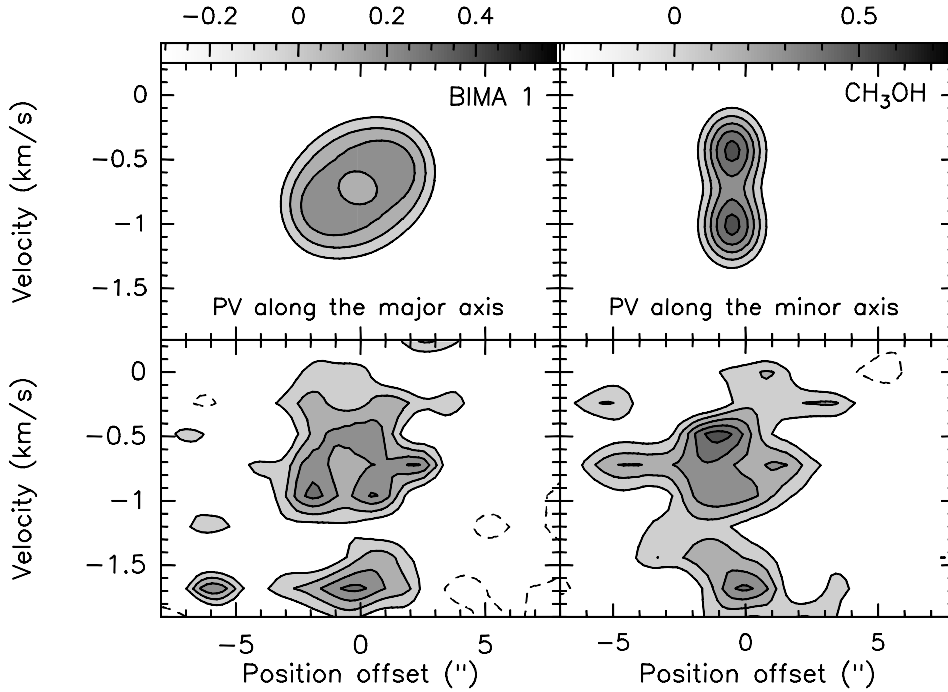 −0.2 0 0.2 0.4 0 0.5
BIMA 1
CH₃OH
Velocity (km/s)
0
−0.5
−1
−1.5
PV along the major axis
PV along the minor axis
Velocity (km/s)
0
−0.5
−1
−1.5
−5 0 5 −5 0 5
Position offset (") Position offset (")